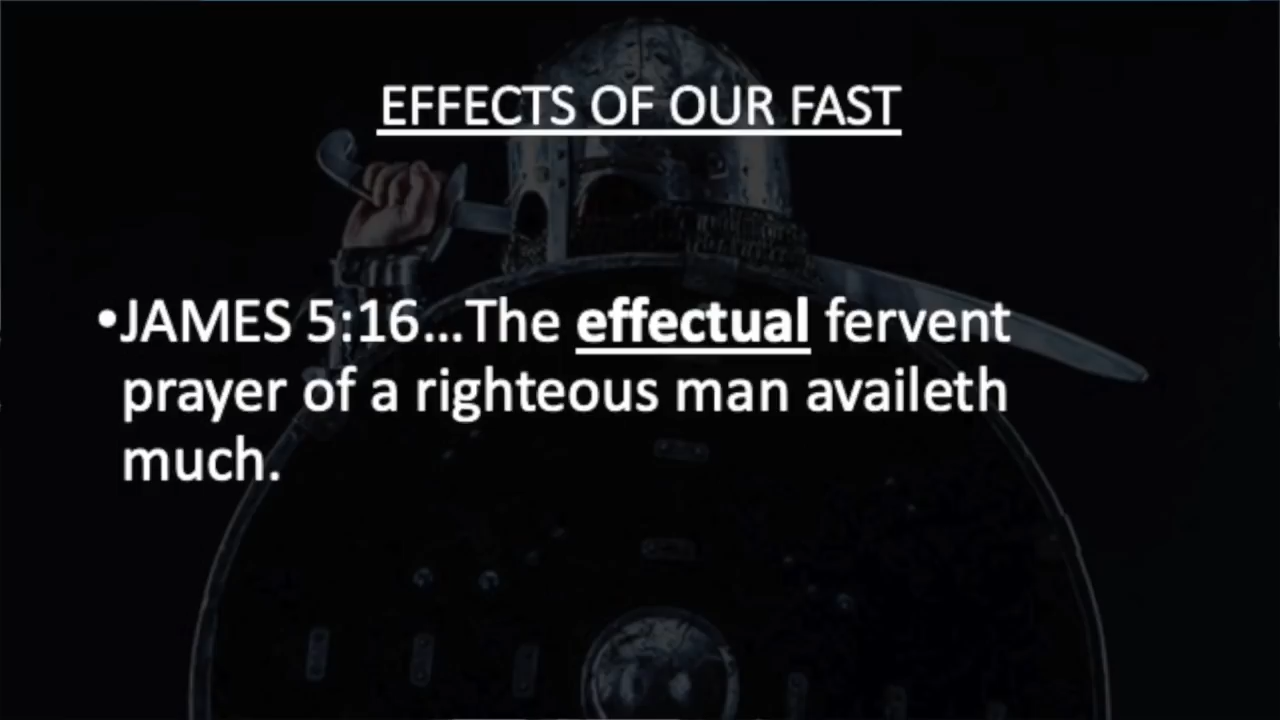 EFFECTS OF OUR FAST
•JAMES 5:16…The effectual fervent
prayer of a righteous man availeth
much.